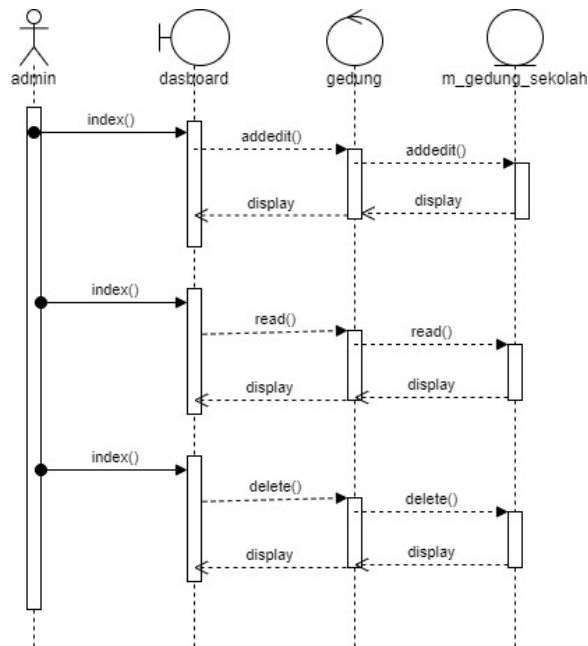 admin
dasboard
gedung
m_gedung_sekolah
index()
addedit()
addedit()
display
display
index()
read()
read()
display
display
index()
delete()
delete()
display
display